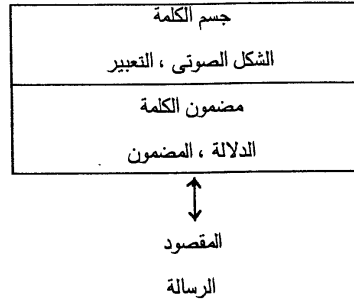 جسم الكلمة
الشكل الصوتى ، التعبير
مضمون الكلمة
الدلالة ، المضمون
المقصود
الرسالة